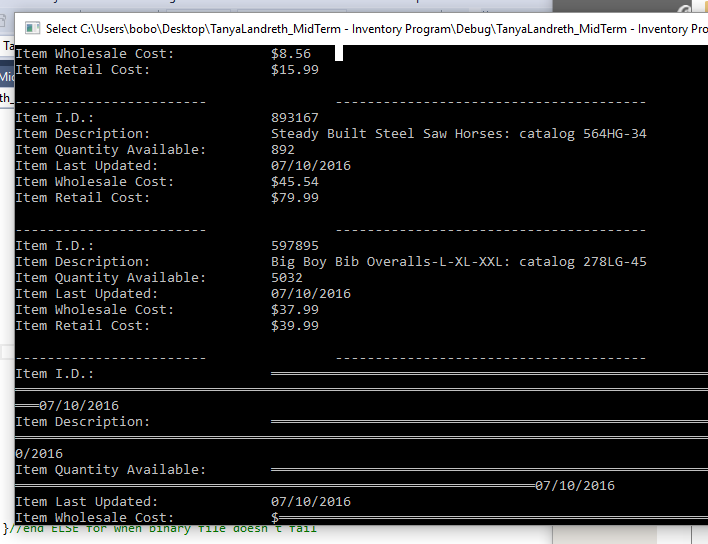 Select C:\Users\bobo\Desktop\TanyaLandreth_MidTerm - Inventory Program\Debug\TanyaLandreth_MidTerm - Inventory Pro
Item Wholesale Cost: $8.56
Item Retail Cost: $15.99
------------------------ ---------------------------------------
Item I.D.: 893167
Item Description: Steady Built Steel Saw Horses: catalog 564HG-34
Item Quantity Available: 892
Item Last Updated: 07/10/2016
Item Wholesale Cost: $45.54
Item Retail Cost: $79.99
------------------------ ---------------------------------------
Item I.D.: 597895
Item Description: Big Boy Bib Overalls-L-XL-XXL: catalog 278LG-45
Item Quantity Available: 5032
Item Last Updated: 07/10/2016
Item Wholesale Cost: $37.99
Item Retail Cost: $39.99
------------------------ ---------------------------------------
Item I.D.: ═══════════════════════════════════════════════════════
═══════════════════════════════════════════════════════════════════════════════════════
═══07/10/2016
Item Description: ═══════════════════════════════════════════════════════
═══════════════════════════════════════════════════════════════════════════════════════
0/2016
Item Quantity Available: ═══════════════════════════════════════════════════════
═════════════════════════════════════════════════════════════════07/10/2016
Item Last Updated: 07/10/2016
Item Wholesale Cost: $══════════════════════════════════════════════════════
}//end ELSE for when binary file doesn't fail